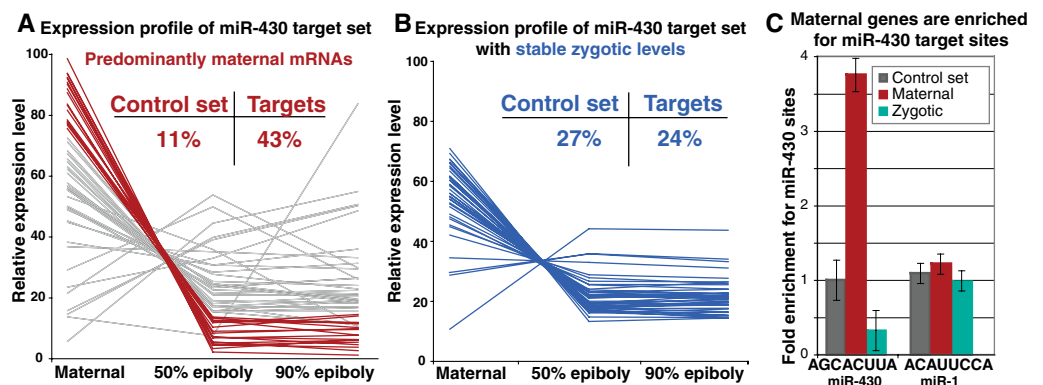 A Expression profile of miR-430 target set
Predominantly maternal mRNAs
Control set Targets
11% 43%
Relative expression level
100
80
60
40
20
0
Maternal 50% epiboly 90% epiboly
B Expression profile of miR-430 target set
with stable zygotic levels
Control set Targets
27% 24%
Relative expression level
100
80
60
40
20
0
Maternal 50% epiboly 90% epiboly
C Maternal genes are enriched
for miR-430 target sites
Control set
Maternal
Zygotic
Fold enrichment for miR-430 sites
4
3
2
1
0
AGCACUUA ACAUUCCA
miR-430 miR-1